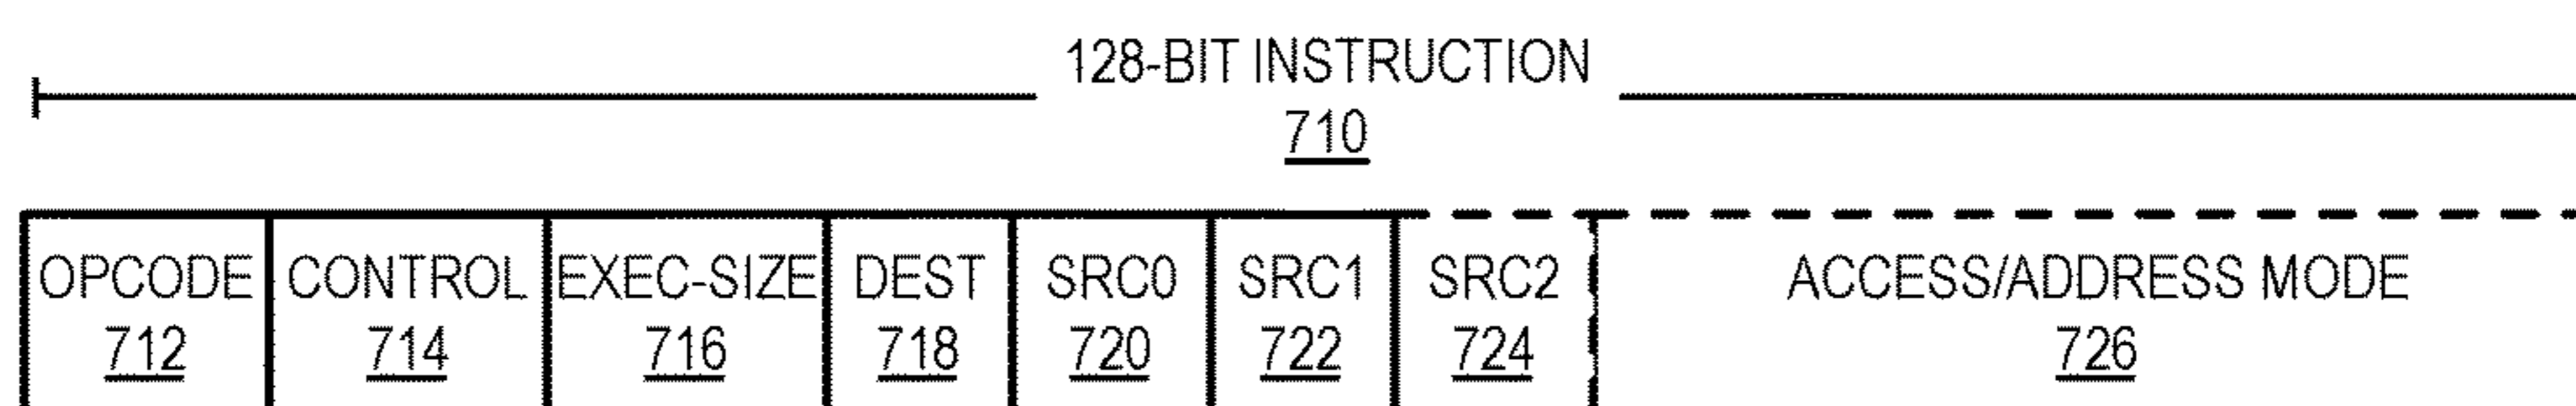 128-BIT INSTRUCTION
710
OPCODE CONTROL EXEC-SIZE DEST SRC0 SRC1 SRC2 ACCESS/ADDRESS MODE
712 714 716 718 720 722 724 726